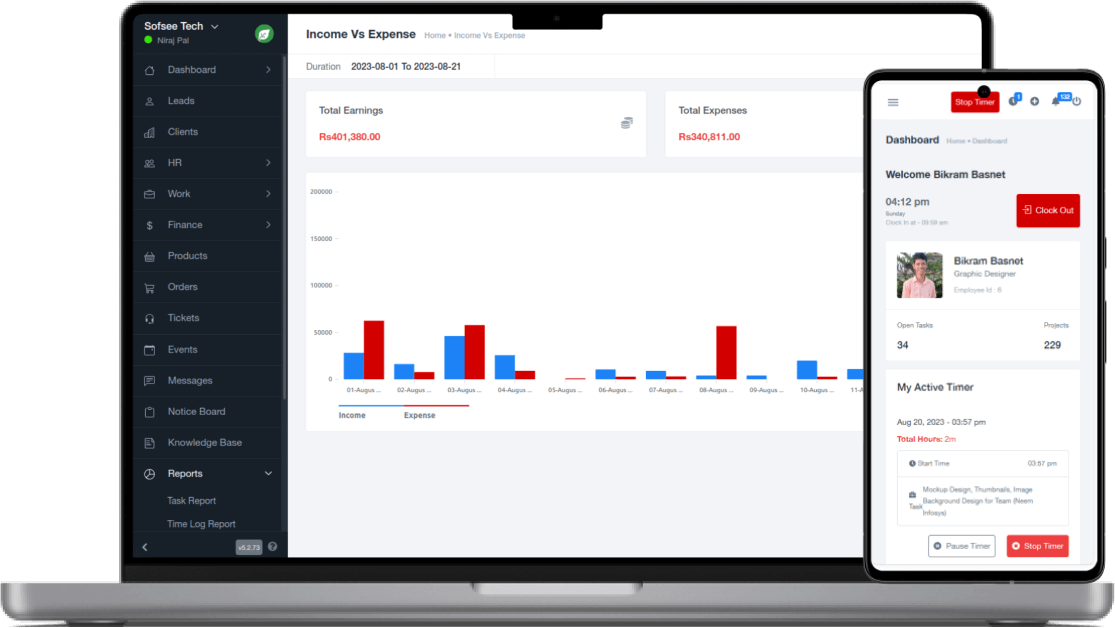 Sofsee Tech
Niraj Pal
Dashboard
Leads
Clients
HR
Work
$ Finance
Products
Orders
Tickets
Events
Messages
Notice Board
Knowledge Base
Reports
Task Report
Time Log Report
v5.2.73
Income Vs Expense Home • Income Vs Expense
Duration 2023-08-01 To 2023-08-21
Total Earnings
Rs401,380.00
Total Expenses
Rs340,811.00
200000
150000
100000
50000
0
01-Augus ... 02-Augus ... 03-Augus ... 04-Augus ... 05-Augus ... 06-Augus ... 07-Augus ... 08-Augus ... 09-Augus ... 10-Augus ... 11-A
Income Expense
Stop Timer 1 132
Dashboard Home • Dashboard
Welcome Bikram Basnet
04:12 pm
Sunday
Clock In at - 09:59 am
Clock Out
Bikram Basnet
Graphic Designer
Employee Id : 6
Open Tasks Projects
34 229
My Active Timer
Aug 20, 2023 - 03:57 pm
Total Hours: 2m
Start Time 03:57 pm
Task
Mockup Design, Thumbnails, Image
Background Design for Team (Neem
Infosys)
Pause Timer Stop Timer